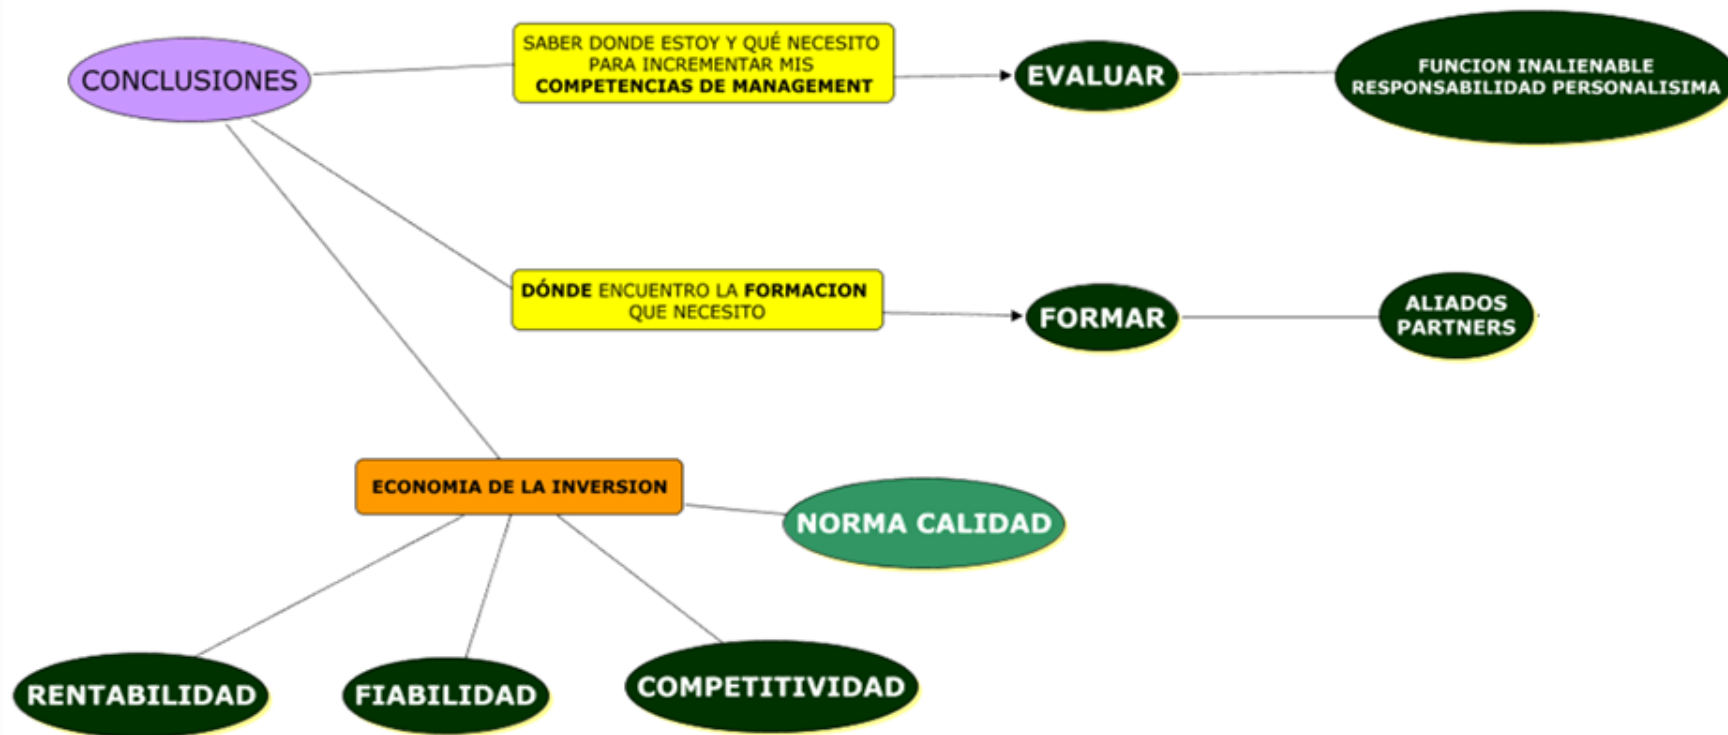 CONCLUSIONES
SABER DONDE ESTOY Y QUÉ NECESITO
PARA INCREMENTAR MIS
COMPETENCIAS DE MANAGEMENT
EVALUAR
FUNCION INALIENABLE
RESPONSABILIDAD PERSONALISIMA
DÓNDE ENCUENTRO LA FORMACION
QUE NECESITO
FORMAR
ALIADOS
PARTNERS
ECONOMIA DE LA INVERSION
NORMA CALIDAD
RENTABILIDAD
FIABILIDAD
COMPETITIVIDAD